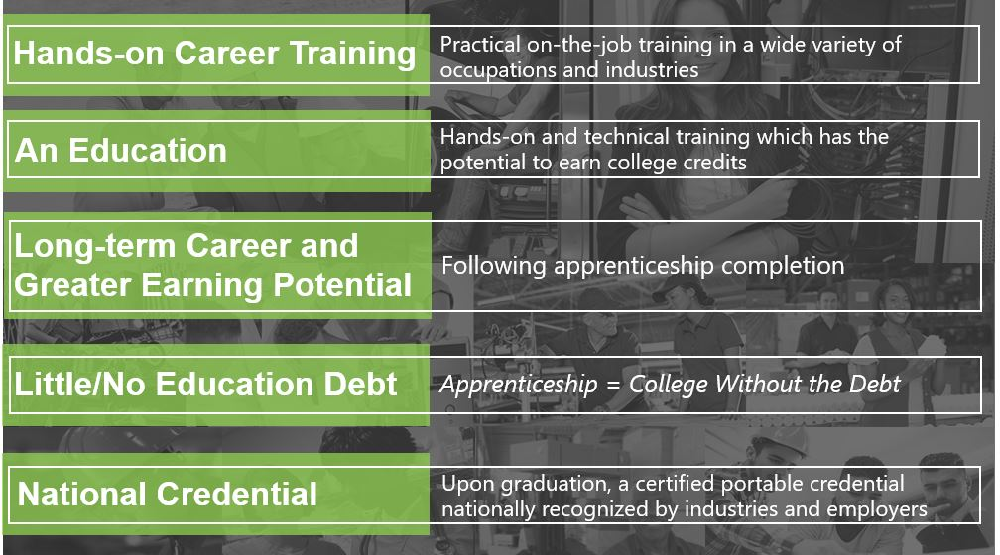 Hands-on Career Training
Practical on-the-job training in a wide variety of
occupations and industries
An Education
Hands-on and technical training which has the
potential to earn college credits
Long-term Career and
Greater Earning Potential
Following apprenticeship completion
Little/No Education Debt
Apprenticeship = College Without the Debt
National Credential
Upon graduation, a certified portable credential
nationally recognized by industries and employers